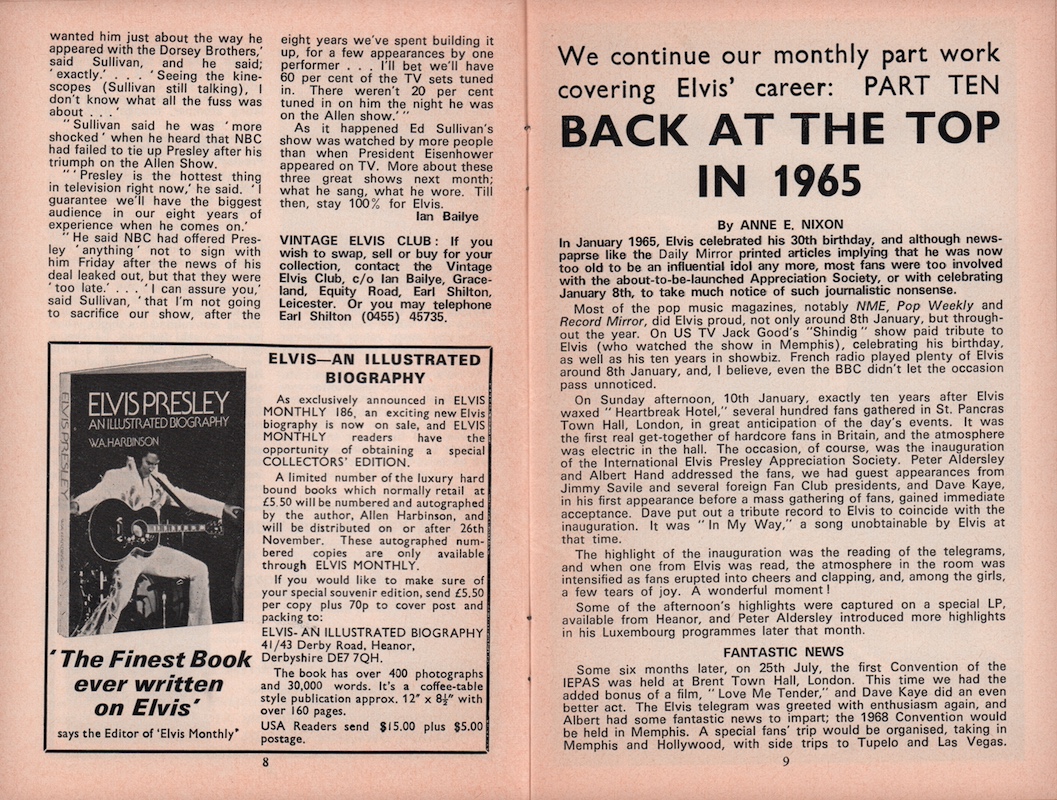 wanted him just about the way he
appeared with the Dorsey Brothers,'
said Sullivan, and he said;
'exactly.' . . . 'Seeing the kine-
scopes (Sullivan still talking), I
don't know what all the fuss was
about . . .'
"Sullivan said he was 'more
shocked' when he heard that NBC
had failed to tie up Presley after his
triumph on the Allen Show.
"'Presley is the hottest thing
in television right now,' he said. 'I
guarantee we'll have the biggest
audience in our eight years of
experience when he comes on.'
"He said NBC had offered Pres-
ley 'anything' not to sign with
him Friday after the news of his
deal leaked out, but that they were
'too late.' . . . 'I can assure you,'
said Sullivan, 'that I'm not going
to sacrifice our show, after the
eight years we've spent building it
up, for a few appearances by one
performer . . . I'll bet we'll have
60 per cent of the TV sets tuned
in. There weren't 20 per cent
tuned in on him the night he was
on the Allen show.'"
As it happened Ed Sullivan's
show was watched by more people
than when President Eisenhower
appeared on TV. More about these
three great shows next month;
what he sang, what he wore. Till
then, stay 100% for Elvis.
Ian Bailye
VINTAGE ELVIS CLUB: If you
wish to swap, sell or buy for your
collection, contact the Vintage
Elvis Club, c/o Ian Bailye, Grace-
land, Equity Road, Earl Shilton,
Leicester. Or you may telephone
Earl Shilton (0455) 45735.
ELVIS PRESLEY
ELVIS PRESLEY
AN ILLUSTRATED BIOGRAPHY
W.A. HARBINSON
'The Finest Book
ever written
on Elvis'
says the Editor of 'Elvis Monthly'
ELVIS—AN ILLUSTRATED
BIOGRAPHY
As exclusively announced in ELVIS
MONTHLY 186, an exciting new Elvis
biography is now on sale, and ELVIS
MONTHLY readers have the
opportunity of obtaining a special
COLLECTORS' EDITION.
A limited number of the luxury hard
bound books which normally retail at
£5.50 will be numbered and autographed
by the author, Allen Harbinson, and
will be distributed on or after 26th
November. These autographed num-
bered copies are only available
through ELVIS MONTHLY.
If you would like to make sure of
your special souvenir edition, send £5.50
per copy plus 70p to cover post and
packing to:
ELVIS- AN ILLUSTRATED BIOGRAPHY
41/43 Derby Road, Heanor,
Derbyshire DE7 7QH.
The book has over 400 photographs
and 30,000 words. It's a coffee-table
style publication approx. 12" x 8½" with
over 160 pages.
USA Readers send $15.00 plus $5.00
postage.
8
We continue our monthly part work
covering Elvis' career: PART TEN
BACK AT THE TOP
IN 1965
By ANNE E. NIXON
In January 1965, Elvis celebrated his 30th birthday, and although news-
paprse like the Daily Mirror printed articles implying that he was now
too old to be an influential idol any more, most fans were too involved
with the about-to-be-launched Appreciation Society, or with celebrating
January 8th, to take much notice of such journalistic nonsense.
Most of the pop music magazines, notably NME, Pop Weekly and
Record Mirror, did Elvis proud, not only around 8th January, but through-
out the year. On US TV Jack Good's "Shindig" show paid tribute to
Elvis (who watched the show in Memphis), celebrating his birthday,
as well as his ten years in showbiz. French radio played plenty of Elvis
around 8th January, and, I believe, even the BBC didn't let the occasion
pass unnoticed.
On Sunday afternoon, 10th January, exactly ten years after Elvis
waxed "Heartbreak Hotel," several hundred fans gathered in St. Pancras
Town Hall, London, in great anticipation of the day's events. It was
the first real get-together of hardcore fans in Britain, and the atmosphere
was electric in the hall. The occasion, of course, was the inauguration
of the International Elvis Presley Appreciation Society. Peter Aldersley
and Albert Hand addressed the fans, we had guest appearances from
Jimmy Savile and several foreign Fan Club presidents, and Dave Kaye,
in his first appearance before a mass gathering of fans, gained immediate
acceptance. Dave put out a tribute record to Elvis to coincide with the
inauguration. It was "In My Way," a song unobtainable by Elvis at
that time.
The highlight of the inauguration was the reading of the telegrams,
and when one from Elvis was read, the atmosphere in the room was
intensified as fans erupted into cheers and clapping, and, among the girls,
a few tears of joy. A wonderful moment!
Some of the afternoon's highlights were captured on a special LP,
available from Heanor, and Peter Aldersley introduced more highlights
in his Luxembourg programmes later that month.
FANTASTIC NEWS
Some six months later, on 25th July, the first Convention of the
IEPAS was held at Brent Town Hall, London. This time we had the
added bonus of a film, "Love Me Tender," and Dave Kaye did an even
better act. The Elvis telegram was greeted with enthusiasm again, and
Albert had some fantastic news to impart; the 1968 Convention would
be held in Memphis. A special fans' trip would be organised, taking in
Memphis and Hollywood, with side trips to Tupelo and Las Vegas.
9